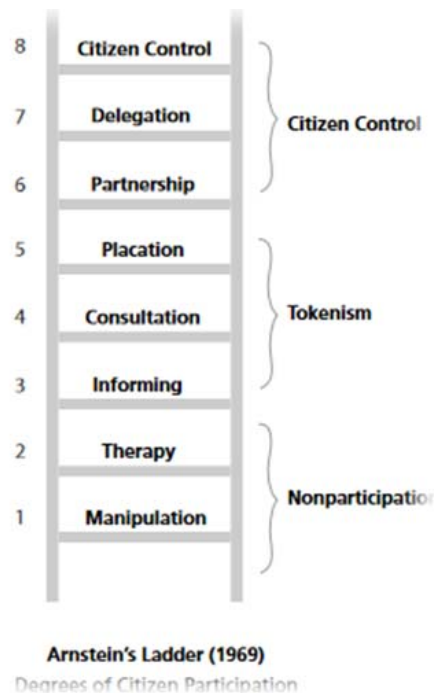 8 Citizen Control
7 Delegation
Citizen Control
6 Partnership
5 Placation
4 Consultation
Tokenism
3 Informing
2 Therapy
Nonparticipation
1 Manipulation
Arnstein's Ladder (1969)
Degrees of Citizen Participation